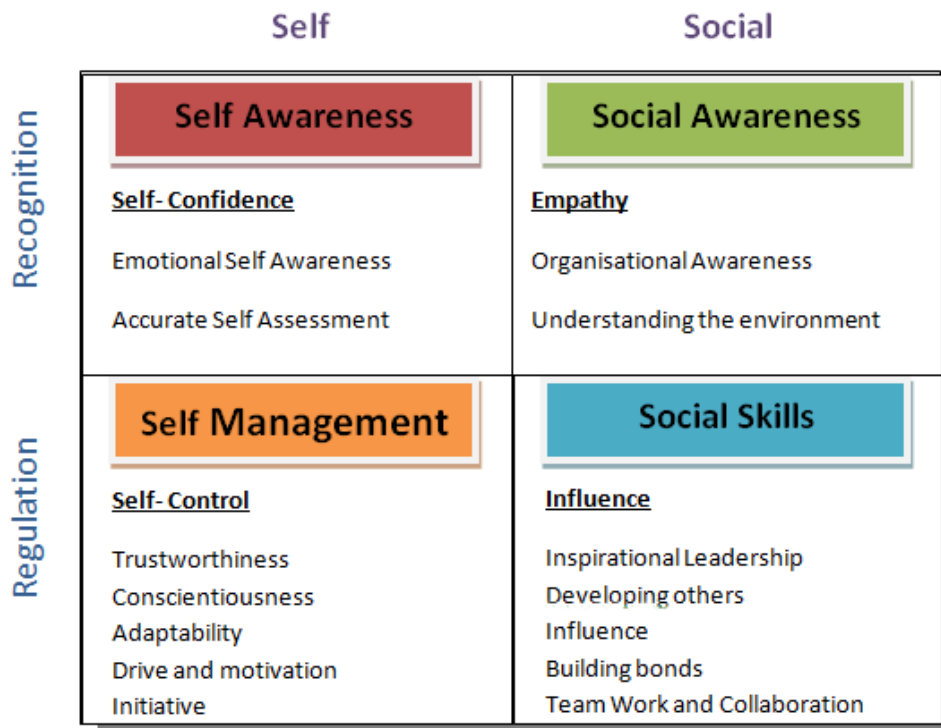 Self
Social
Recognition
Self Awareness
Self- Confidence
Emotional Self Awareness
Accurate Self Assessment
Social Awareness
Empathy
Organisational Awareness
Understanding the environment
Regulation
Self Management
Self- Control
Trustworthiness
Conscientiousness
Adaptability
Drive and motivation
Initiative
Social Skills
Influence
Inspirational Leadership
Developing others
Influence
Building bonds
Team Work and Collaboration